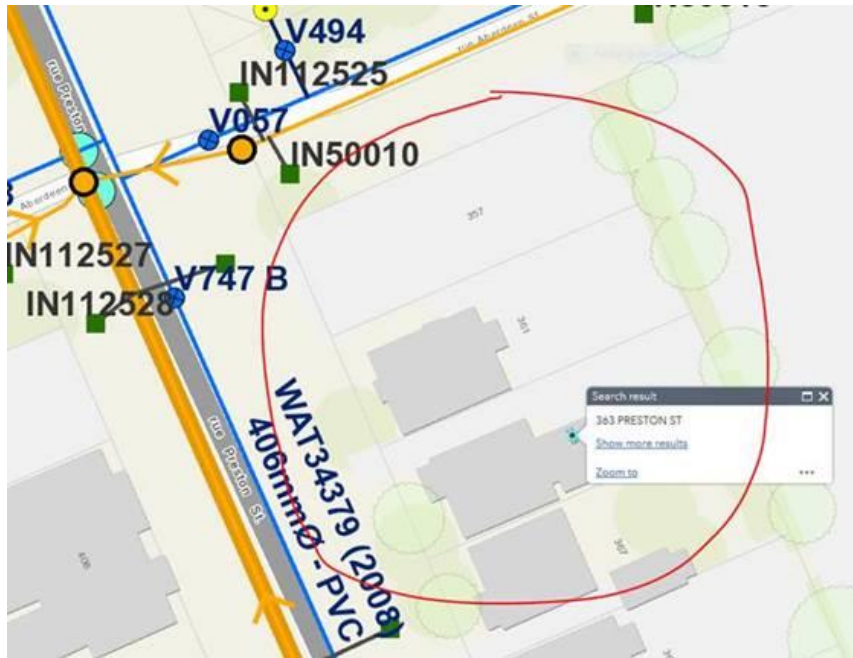 V494
rue Aberdeen St.
rue Preston
IN112525
V057
IN50010
Aberdeen
357
IN112527
V747 B
IN112528
361
WAT34379 (2008)
406mmØ - PVC
rue Preston St.
Search result
363 PRESTON ST
Show more results
Zoom to
406
367